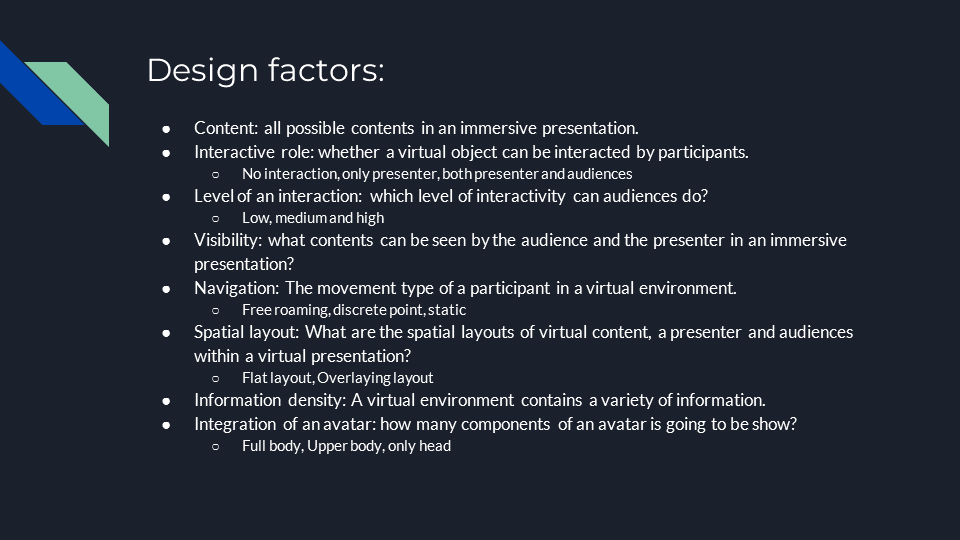 Design factors:
● Content: all possible contents in an immersive presentation.
● Interactive role: whether a virtual object can be interacted by participants.
○ No interaction, only presenter, both presenter and audiences
● Level of an interaction: which level of interactivity can audiences do?
○ Low, medium and high
● Visibility: what contents can be seen by the audience and the presenter in an immersive
presentation?
● Navigation: The movement type of a participant in a virtual environment.
○ Free roaming, discrete point, static
● Spatial layout: What are the spatial layouts of virtual content, a presenter and audiences
within a virtual presentation?
○ Flat layout, Overlaying layout
● Information density: A virtual environment contains a variety of information.
● Integration of an avatar: how many components of an avatar is going to be show?
○ Full body, Upper body, only head